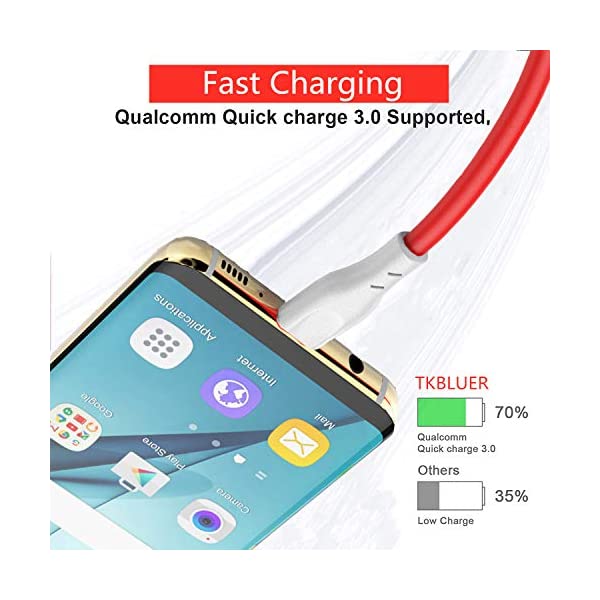 Fast Charging
Qualcomm Quick charge 3.0 Supported,
Applications
Internet
Mail
Google
Play Store
Camera
TKBLUER
70%
Qualcomm
Quick charge 3.0
Others
35%
Low Charge